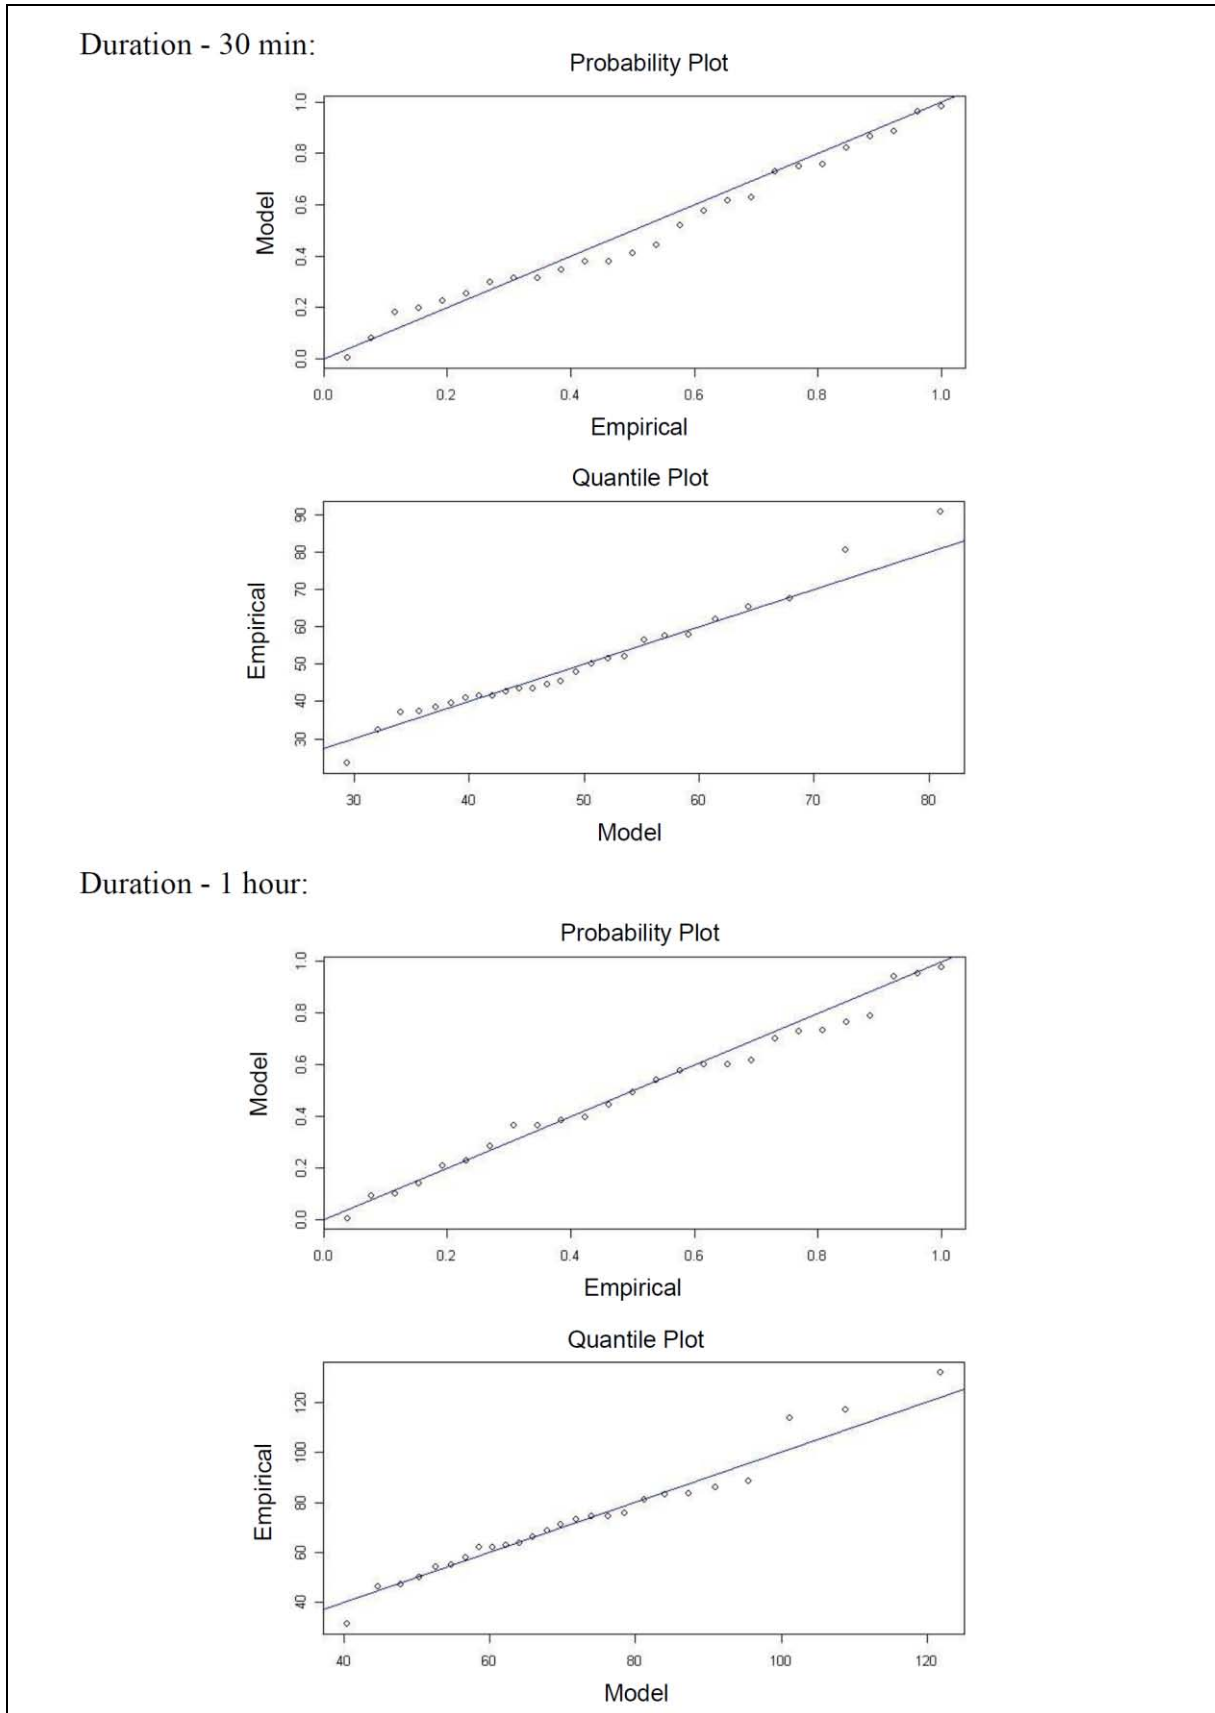 Duration - 30 min:
Probability Plot
Model
0.0 0.2 0.4 0.6 0.8 1.0
0.0 0.2 0.4 0.6 0.8 1.0
Empirical
Quantile Plot
Empirical
30 40 50 60 70 80 90
30 40 50 60 70 80
Model
Duration - 1 hour:
Probability Plot
Model
0.0 0.2 0.4 0.6 0.8 1.0
0.0 0.2 0.4 0.6 0.8 1.0
Empirical
Quantile Plot
Empirical
40 60 80 100 120
40 60 80 100 120
Model